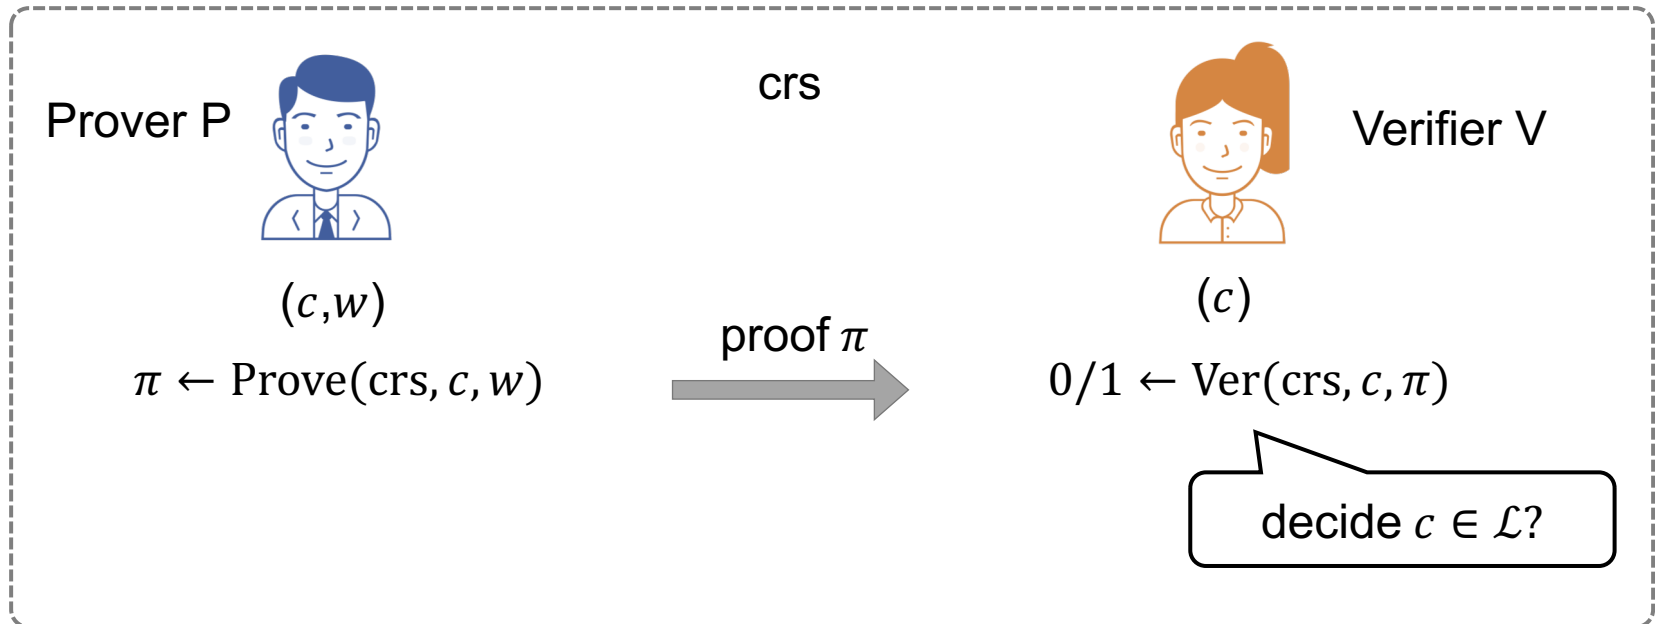 crs
Prover P
Verifier V
(c,w)
(c)
proof π
π ← Prove(crs, c, w)
0/1 ← Ver(crs, c, π)
decide c ∈ ℒ?